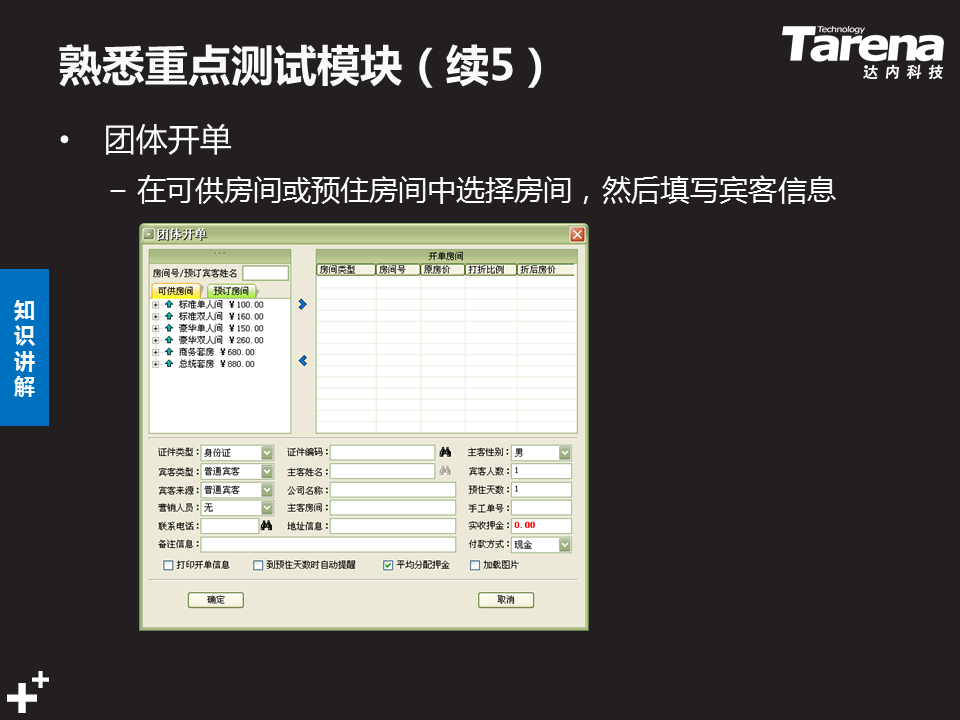 熟悉重点测试模块（续5）
Technology
Tarena
达内科技
• 团体开单
– 在可供房间或预住房间中选择房间，然后填写宾客信息
知识讲解
团体开单
...
房间号/预订宾客姓名
可供房间 预订房间
标准单人间 ￥100.00
标准双人间 ￥160.00
豪华单人间 ￥150.00
豪华双人间 ￥260.00
商务套房 ￥680.00
总统套房 ￥880.00
开单房间
房间类型 房间号 原房价 打折比例 折后房价
证件类型： 身份证 证件编码： 主客性别： 男
宾客类型： 普通宾客 主客姓名： 宾客人数： 1
宾客来源： 普通宾客 公司名称： 预住天数： 1
营销人员： 无 主客房间： 手工单号：
联系电话： 地址信息： 实收押金： 0.00
备注信息： 付款方式： 现金
打印开单信息 到预住天数时自动提醒 平均分配押金 加载图片
确定 取消